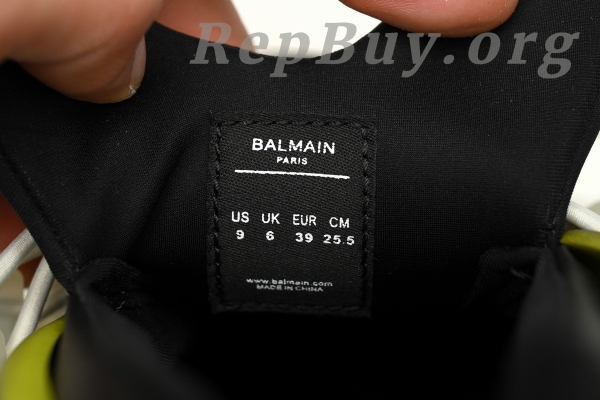 RepBuy.org
BALMAIN
PARIS
US UK EUR CM
9 6 39 25.5
www.balmain.com
MADE IN CHINA